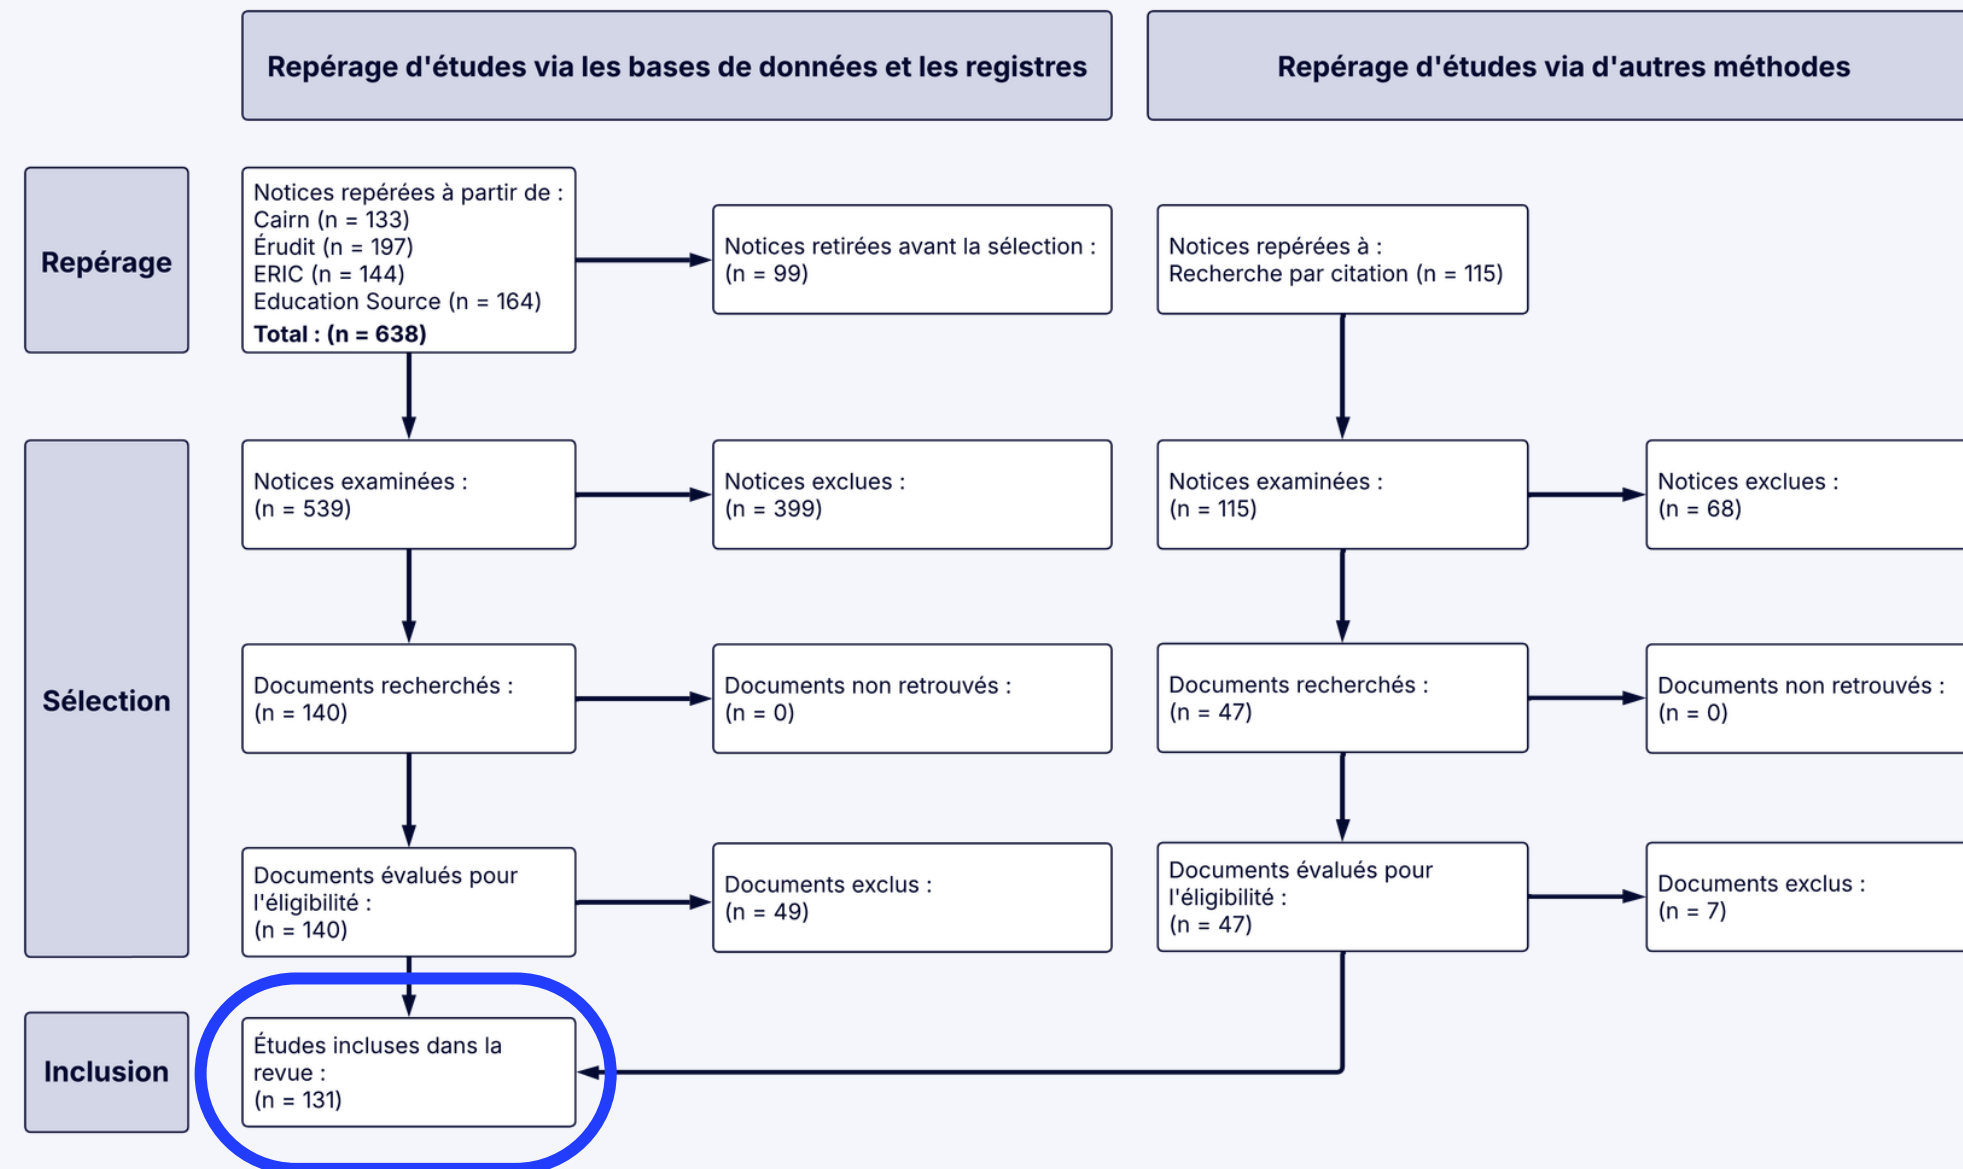 Repérage d'études via les bases de données et les registres
Repérage d'études via d'autres méthodes
Repérage
Notices repérées à partir de :
Cairn (n = 133)
Érudit (n = 197)
ERIC (n = 144)
Education Source (n = 164)
Total : (n = 638)
Notices retirées avant la sélection :
(n = 99)
Notices repérées à :
Recherche par citation (n = 115)
Sélection
Notices examinées :
(n = 539)
Notices exclues :
(n = 399)
Notices examinées :
(n = 115)
Notices exclues :
(n = 68)
Documents recherchés :
(n = 140)
Documents non retrouvés :
(n = 0)
Documents recherchés :
(n = 47)
Documents non retrouvés :
(n = 0)
Documents évalués pour
l'éligibilité :
(n = 140)
Documents exclus :
(n = 49)
Documents évalués pour
l'éligibilité :
(n = 47)
Documents exclus :
(n = 7)
Inclusion
Études incluses dans la
revue :
(n = 131)